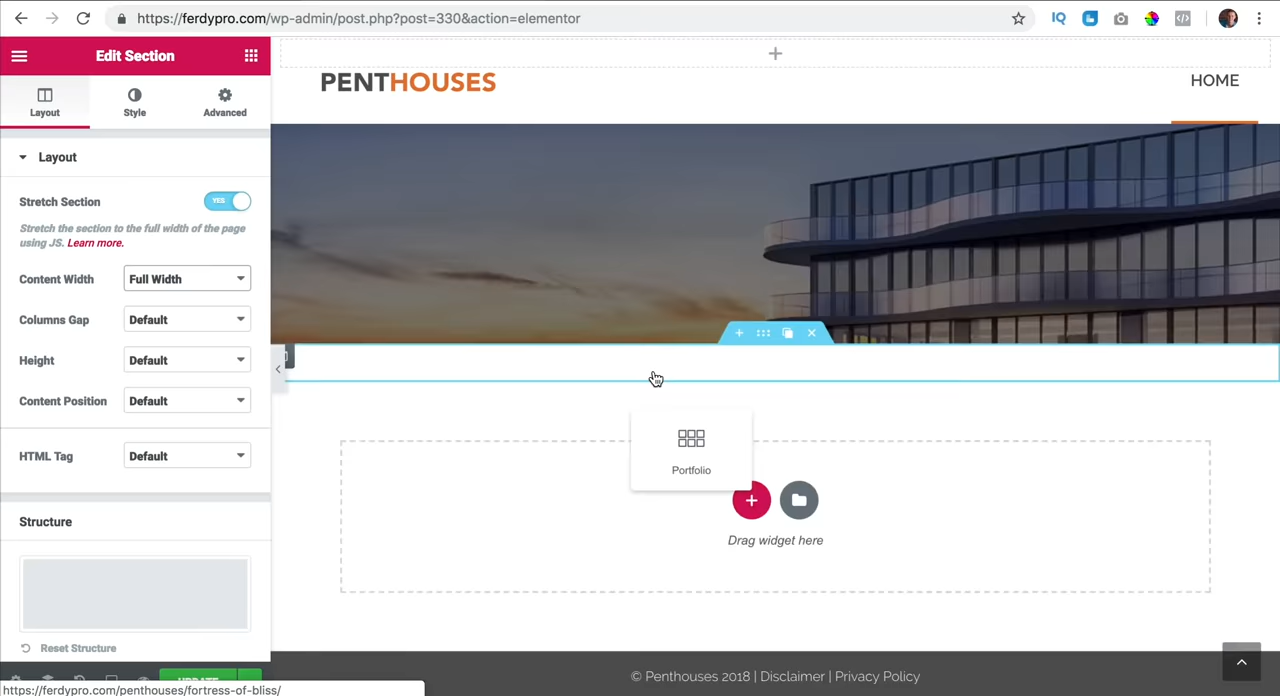 https://ferdypro.com/wp-admin/post.php?post=330&action=elementor
IQ
Edit Section
PENTHOUSES
HOME
Layout
Style
Advanced
Layout
Stretch Section
YES
Stretch the section to the full width of the page
using JS. Learn more.
Content Width
Full Width
Columns Gap
Default
Height
Default
Content Position
Default
HTML Tag
Default
Portfolio
Drag widget here
Structure
Reset Structure
UPDATE
© Penthouses 2018 | Disclaimer | Privacy Policy
https://ferdypro.com/penthouses/fortress-of-bliss/